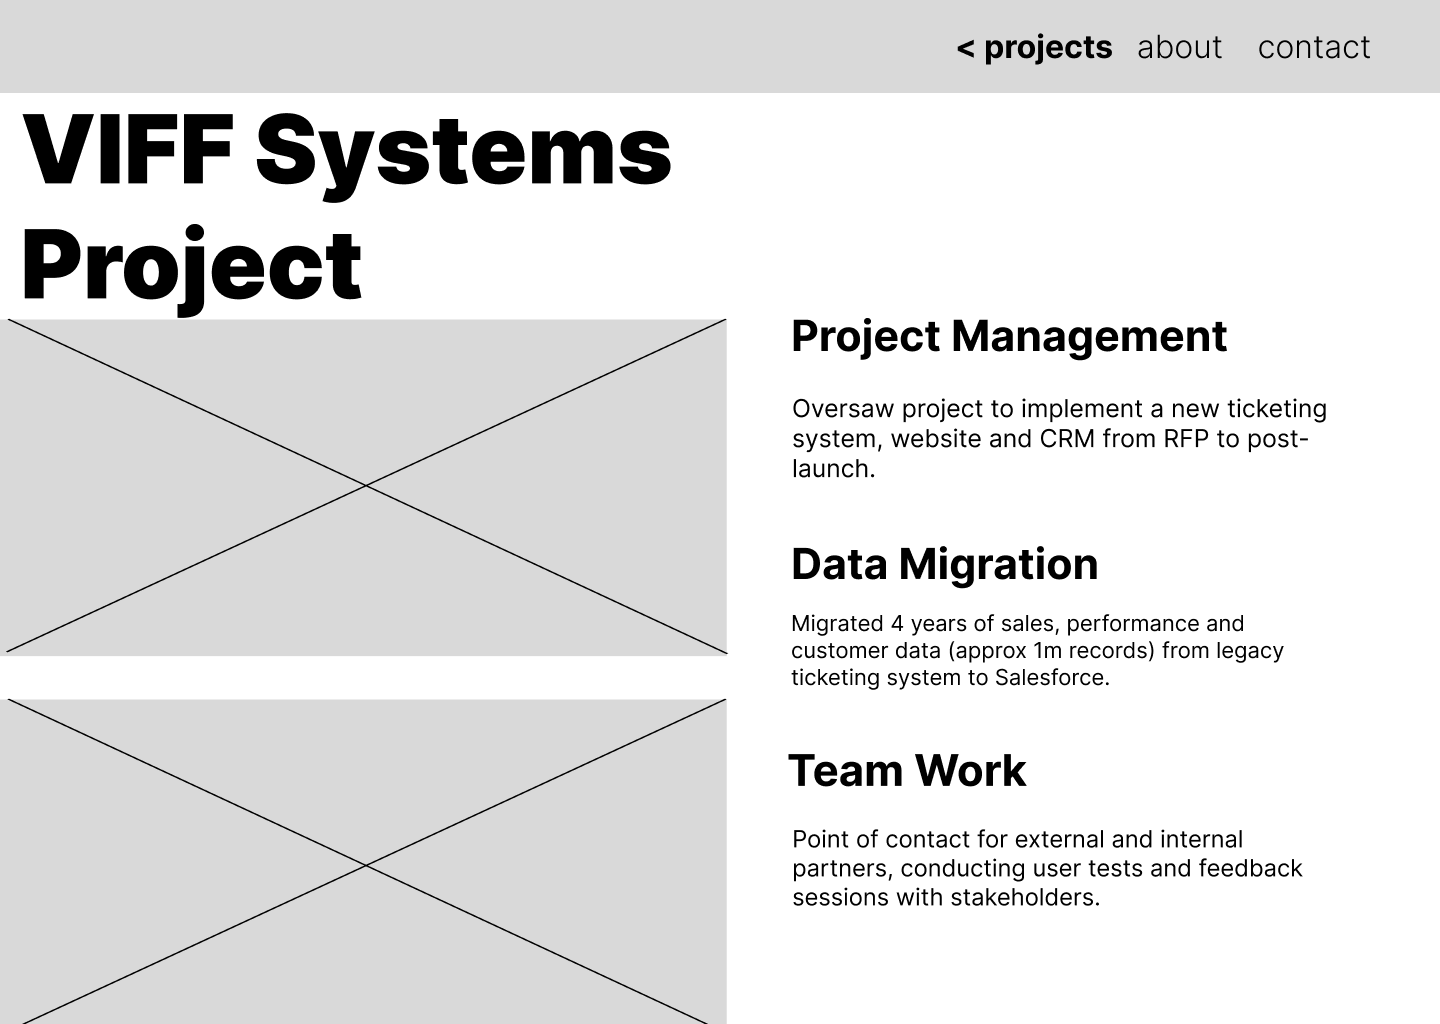 < projects about contact
VIFF Systems
Project
Project Management
Oversaw project to implement a new ticketing
system, website and CRM from RFP to post-
launch.
Data Migration
Migrated 4 years of sales, performance and
customer data (approx 1m records) from legacy
ticketing system to Salesforce.
Team Work
Point of contact for external and internal
partners, conducting user tests and feedback
sessions with stakeholders.